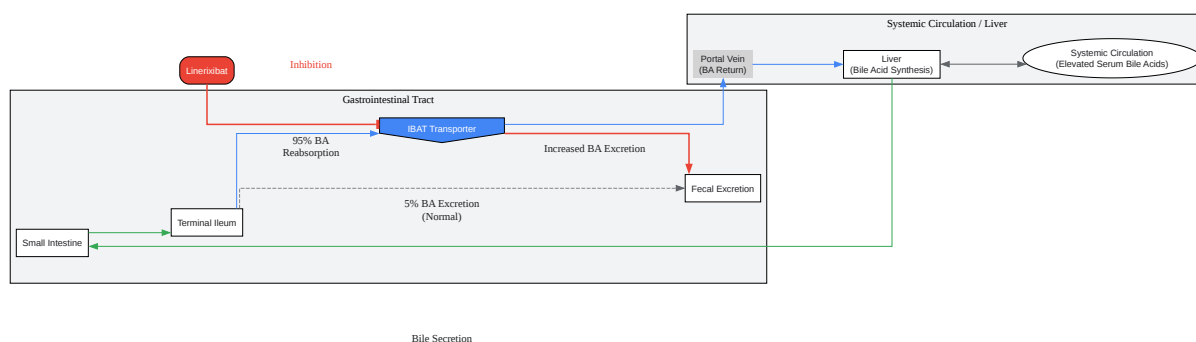 Systemic Circulation / Liver
Portal Vein
(BA Return)
Liver
(Bile Acid Synthesis)
Systemic Circulation
(Elevated Serum Bile Acids)
Linerixibat
Inhibition
Gastrointestinal Tract
IBAT Transporter
95% BA
Reabsorption
Increased BA Excretion
Fecal Excretion
5% BA Excretion
(Normal)
Terminal Ileum
Small Intestine
Bile Secretion